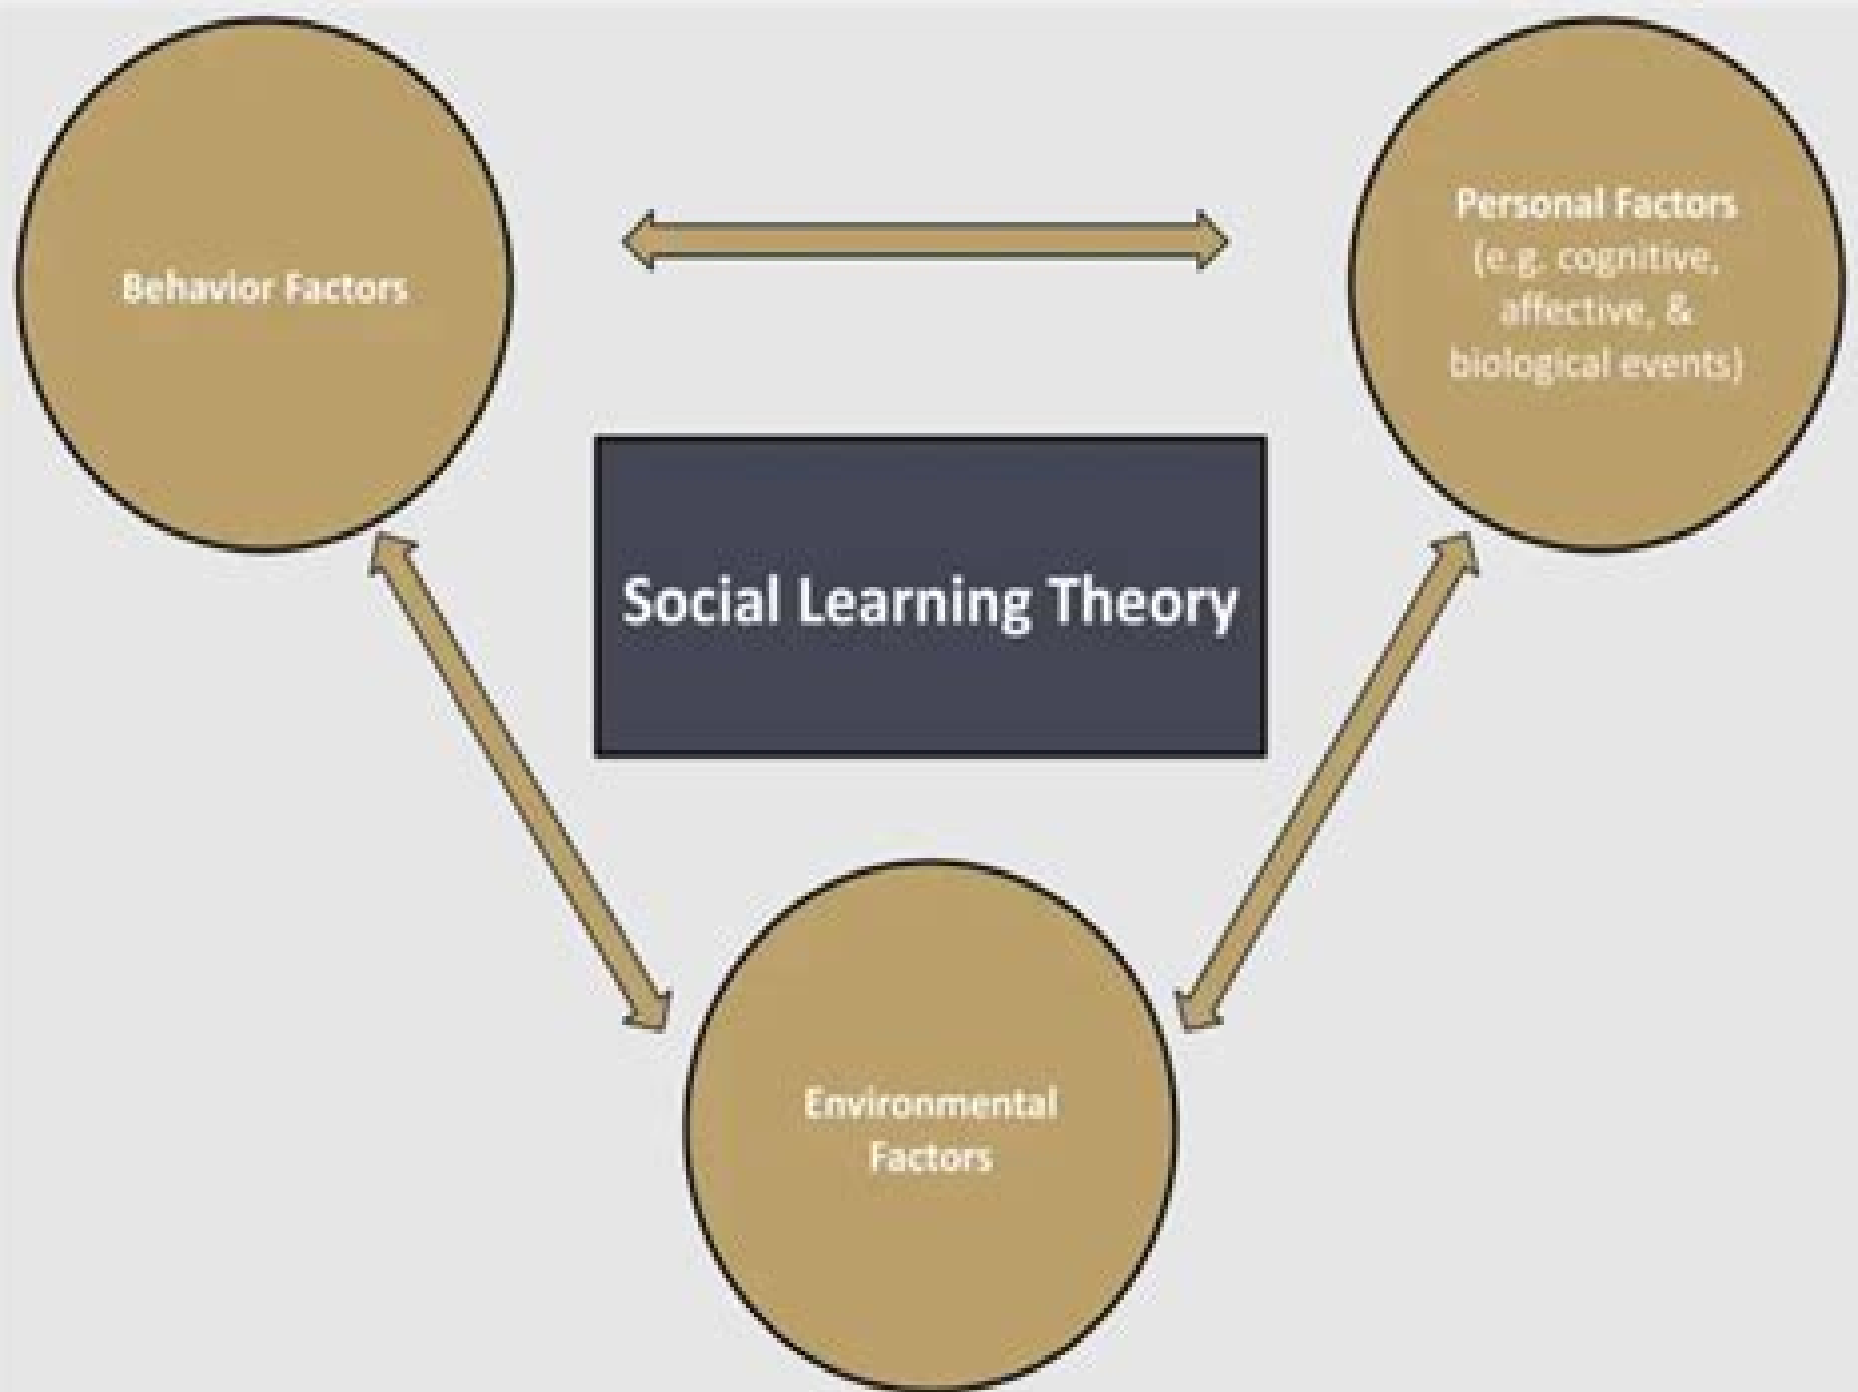 Behavior Factors
Personal Factors
(e.g. cognitive,
affective, &
biological events)
Social Learning Theory
Environmental
Factors